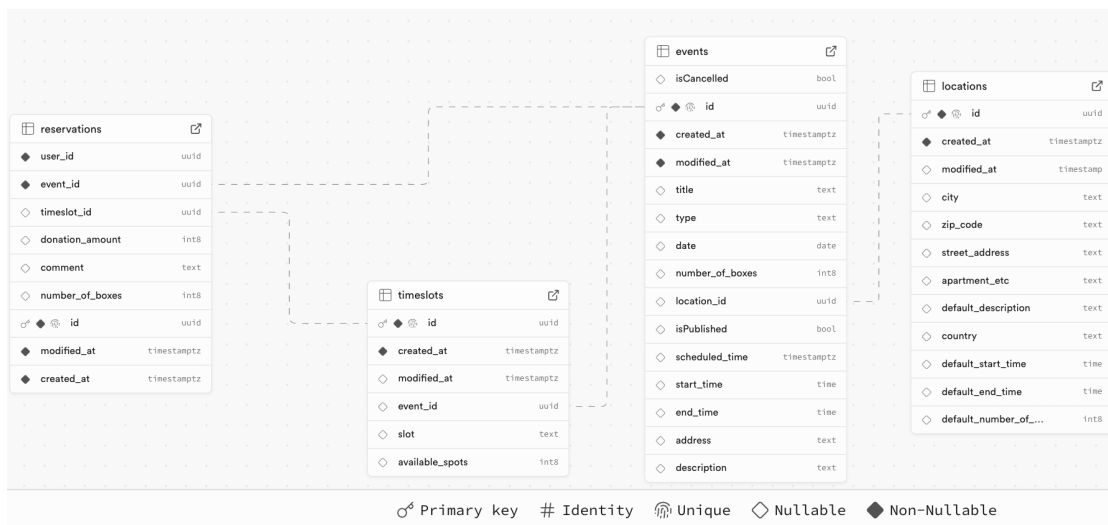 events
isCancelled bool
id uuid
created_at timestamptz
modified_at timestamptz
title text
type text
date date
number_of_boxes int8
location_id uuid
isPublished bool
scheduled_time timestamptz
start_time time
end_time time
address text
description text
locations
id uuid
created_at timestamptz
modified_at timestamp
city text
zip_code text
street_address text
apartment_etc text
default_description text
country text
default_start_time time
default_end_time time
default_number_of_... int8
reservations
user_id uuid
event_id uuid
timeslot_id uuid
donation_amount int8
comment text
number_of_boxes int8
id uuid
modified_at timestamptz
created_at timestamptz
timeslots
id uuid
created_at timestamptz
modified_at timestamptz
event_id uuid
slot text
available_spots int8
Primary key # Identity Unique Nullable Non-Nullable